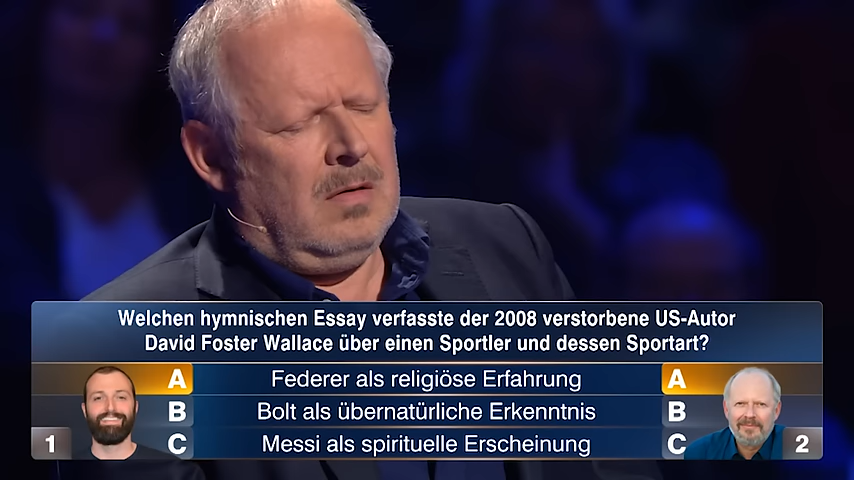 Welchen hymnischen Essay verfasste der 2008 verstorbene US-Autor
David Foster Wallace über einen Sportler und dessen Sportart?
A Federer als religiöse Erfahrung A
B Bolt als übernatürliche Erkenntnis B
1 C Messi als spirituelle Erscheinung C 2